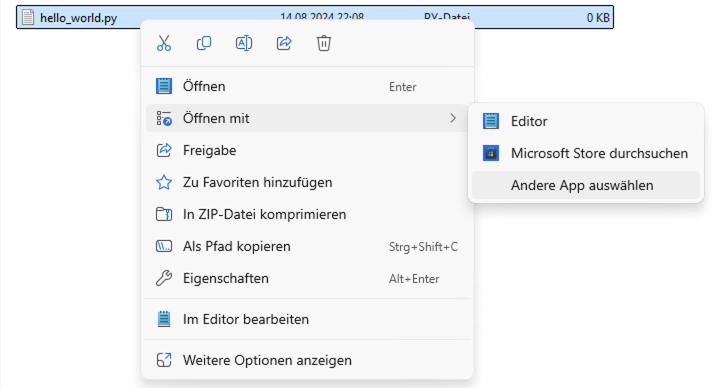 hello_world.py 14.08.2024 22:08 PY-Datei 0 KB
Öffnen Enter
Öffnen mit
Freigabe
Zu Favoriten hinzufügen
In ZIP-Datei komprimieren
Als Pfad kopieren Strg+Shift+C
Eigenschaften Alt+Enter
Im Editor bearbeiten
Weitere Optionen anzeigen
Editor
Microsoft Store durchsuchen
Andere App auswählen